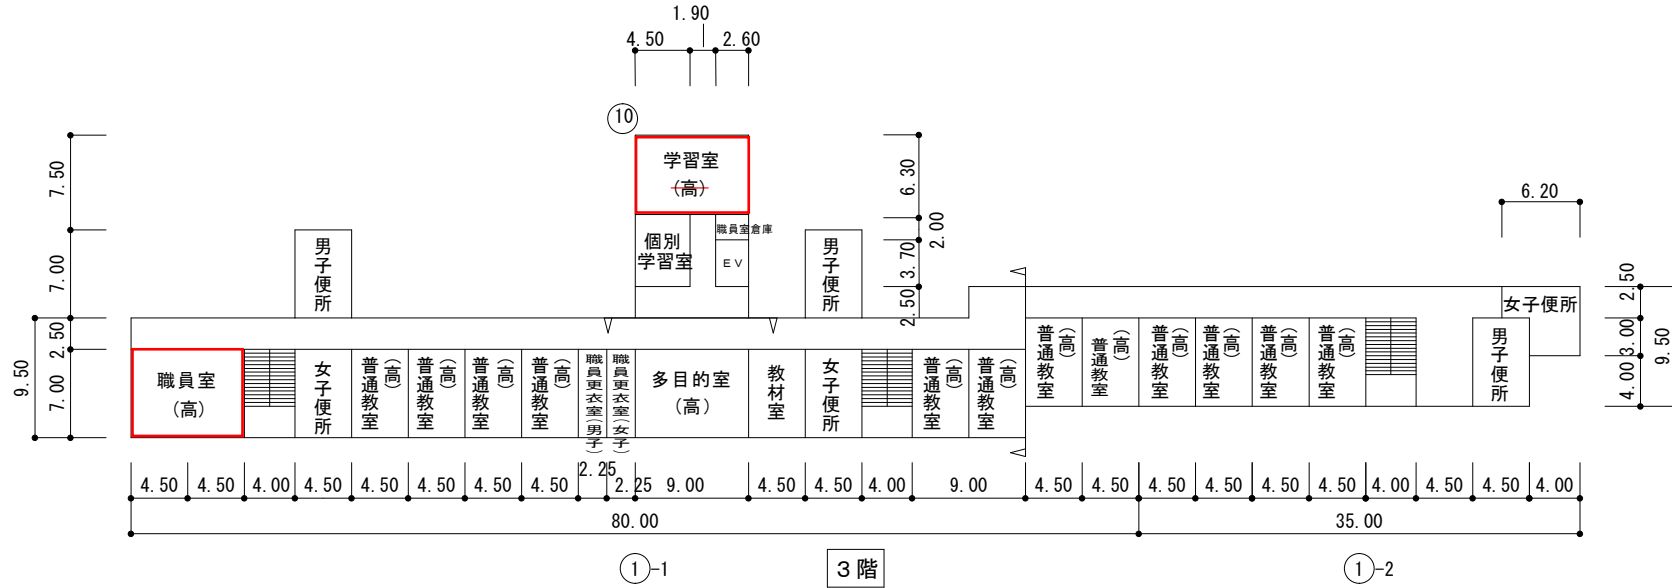 1.90
4.50
2.60
10
学習室
(高)
7.50
7.00
6.30
2.00
3.70
2.50
6.20
男子便所
個別
学習室
職員室倉庫
EV
男子便所
女子便所
2.50
3.00
4.00
9.50
9.50
2.50
7.00
職員室
(高)
女子便所
普通教室(高)
普通教室(高)
普通教室(高)
普通教室(高)
職員更衣室(男子)
職員更衣室(女子)
多目的室
(高)
教材室
女子便所
普通教室(高)
普通教室(高)
普通教室(高)
普通教室(高)
普通教室(高)
普通教室(高)
普通教室(高)
普通教室(高)
男子便所
4.50
4.50
4.00
4.50
4.50
4.50
4.50
4.50
2.25
2.25
9.00
4.50
4.50
4.00
9.00
4.50
4.50
4.50
4.50
4.50
4.50
4.00
4.50
4.50
4.00
80.00
35.00
1-1
3階
1-2